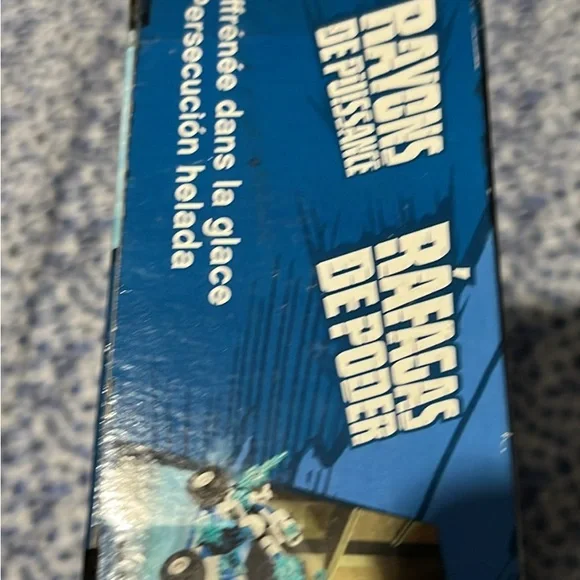 RAYONS
DE PUISSANCE
RÁFAGAS
DE PODER
ffrénée dans la glace
Persecución helada